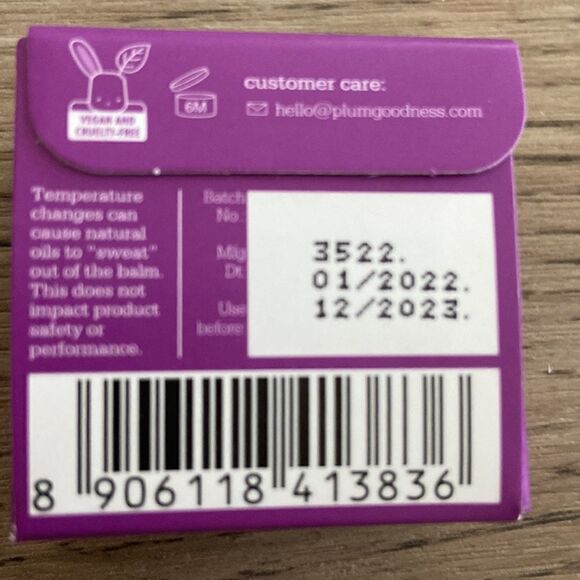 VEGAN AND
CRUELTY-FREE
6M
customer care:
hello@plumgoodness.com
Temperature
changes can
cause natural
oils to "sweat"
out of the balm.
This does not
impact product
safety or
performance.
Batch
No :
3522.
Mfg
Dt.
01/2022.
Use
before
12/2023.
8 906118 413836